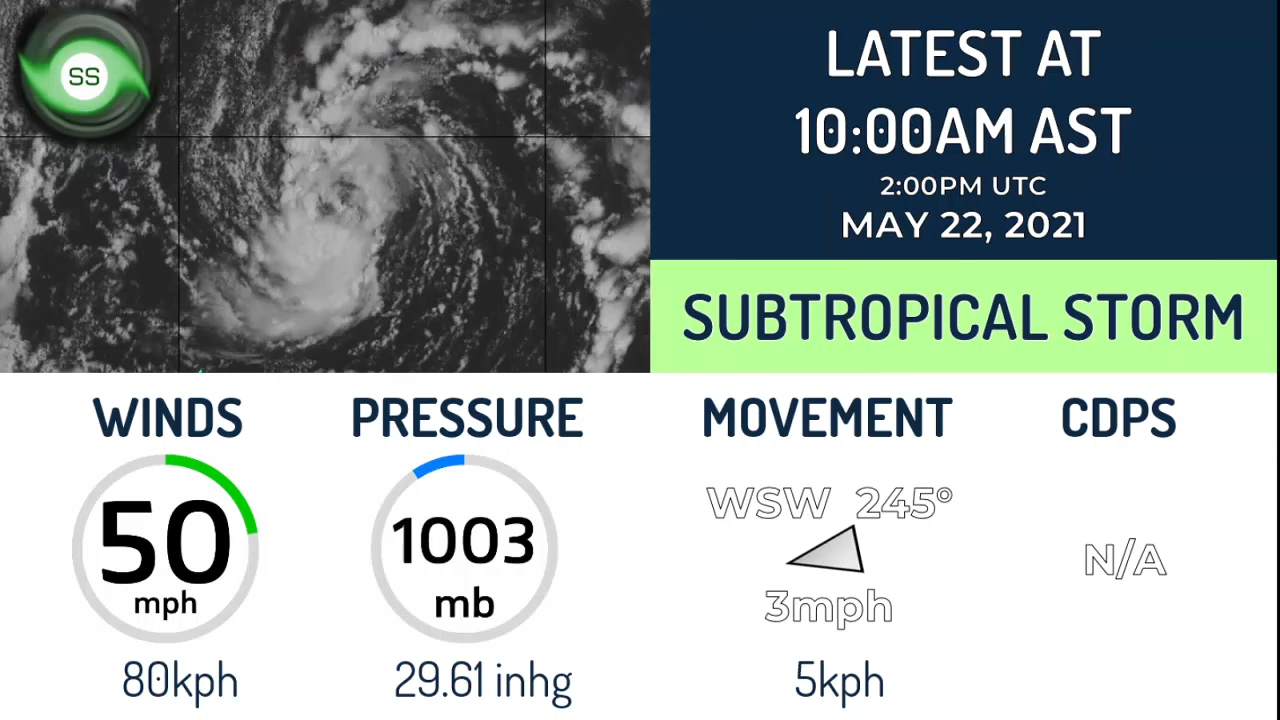 SS
LATEST AT
10:00AM AST
2:00PM UTC
MAY 22, 2021
SUBTROPICAL STORM
WINDS
50
mph
80kph
PRESSURE
1003
mb
29.61 inhg
MOVEMENT
WSW 245°
3mph
5kph
CDPS
N/A